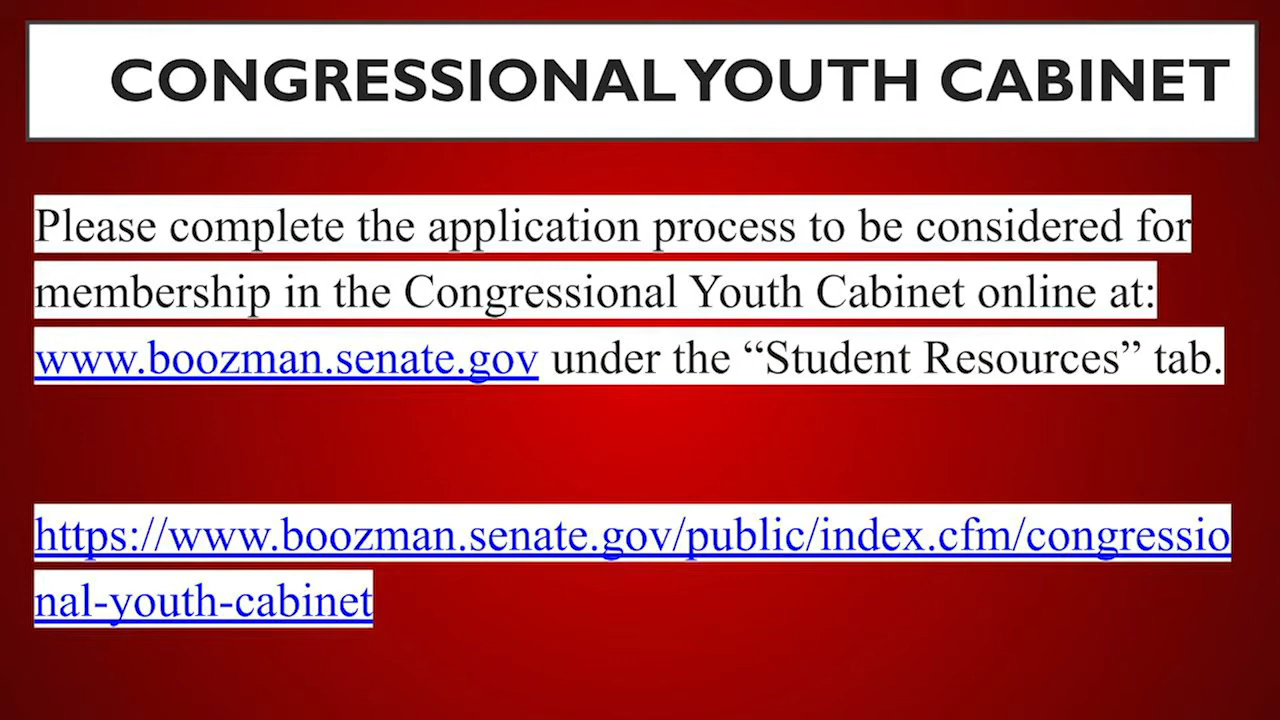 CONGRESSIONAL YOUTH CABINET
Please complete the application process to be considered for
membership in the Congressional Youth Cabinet online at:
www.boozman.senate.gov under the “Student Resources” tab.
https://www.boozman.senate.gov/public/index.cfm/congressio
nal-youth-cabinet